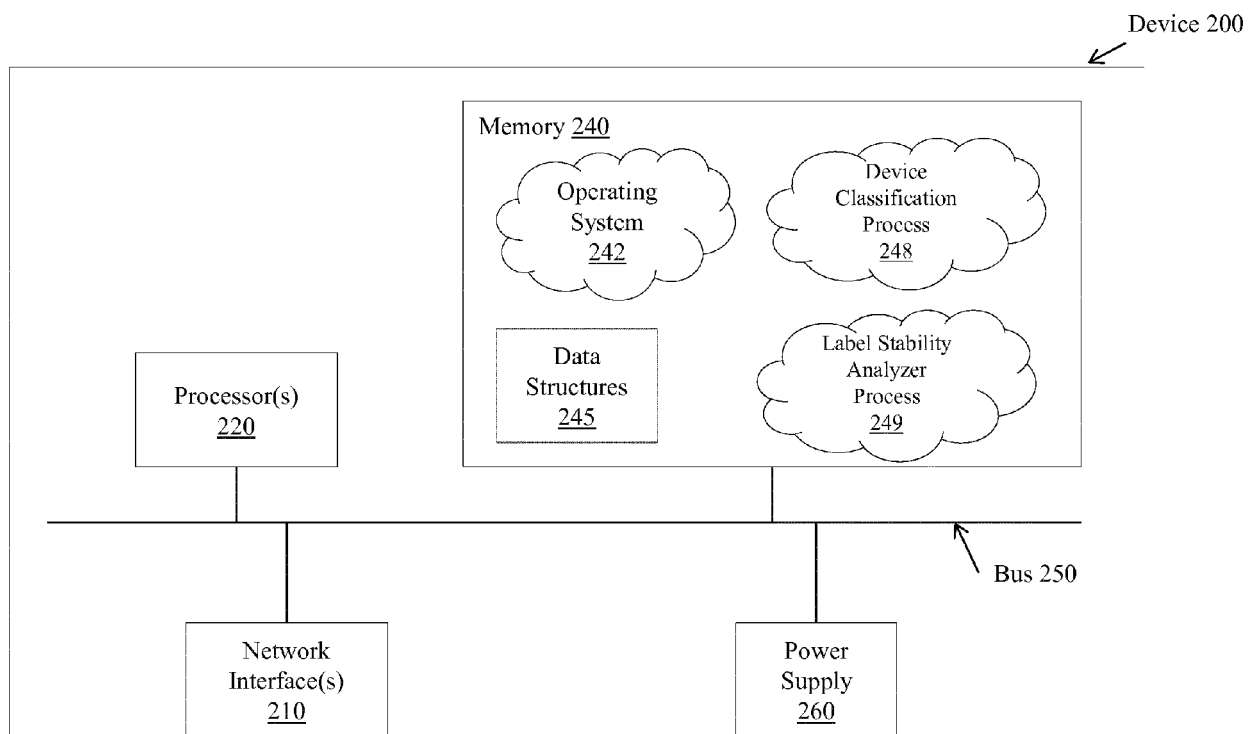 Device 200
Memory 240
Operating
System
242
Device
Classification
Process
248
Data
Structures
245
Label Stability
Analyzer
Process
249
Processor(s)
220
Bus 250
Network
Interface(s)
210
Power
Supply
260